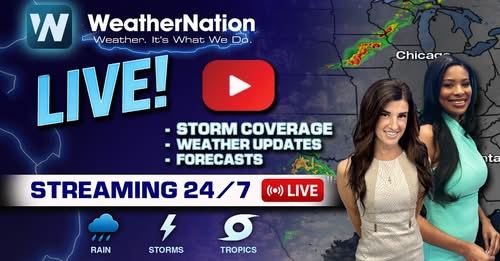 W
WeatherNation
Weather. It's What We Do.
LIVE!
Chicago
- STORM COVERAGE
- WEATHER UPDATES
- FORECASTS
STREAMING 24/7
LIVE
RAIN
STORMS
TROPICS